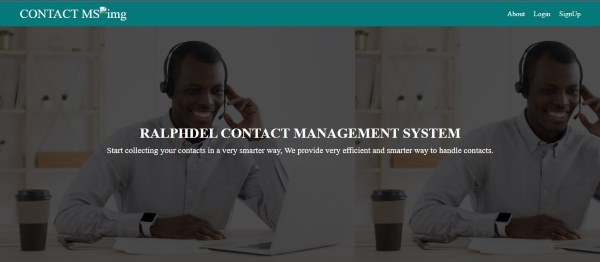 CONTACT MS img
About Login SignUp
RALPHDEL CONTACT MANAGEMENT SYSTEM
Start collecting your contacts in a very smarter way, We provide very efficient and smarter way to handle contacts.